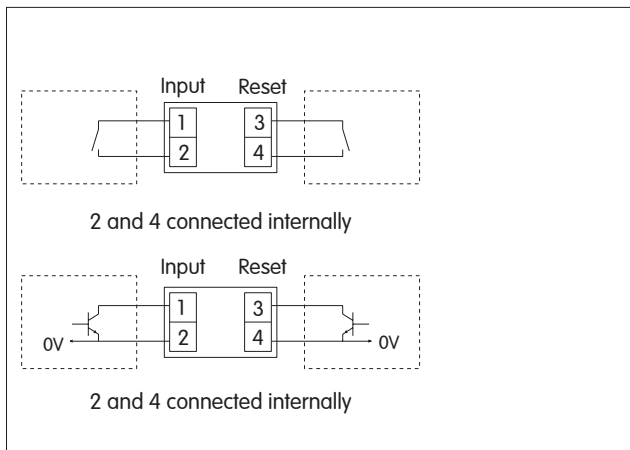 Input Reset
1 3
2 4
2 and 4 connected internally
Input Reset
1 3
0V 2 4 0V
2 and 4 connected internally